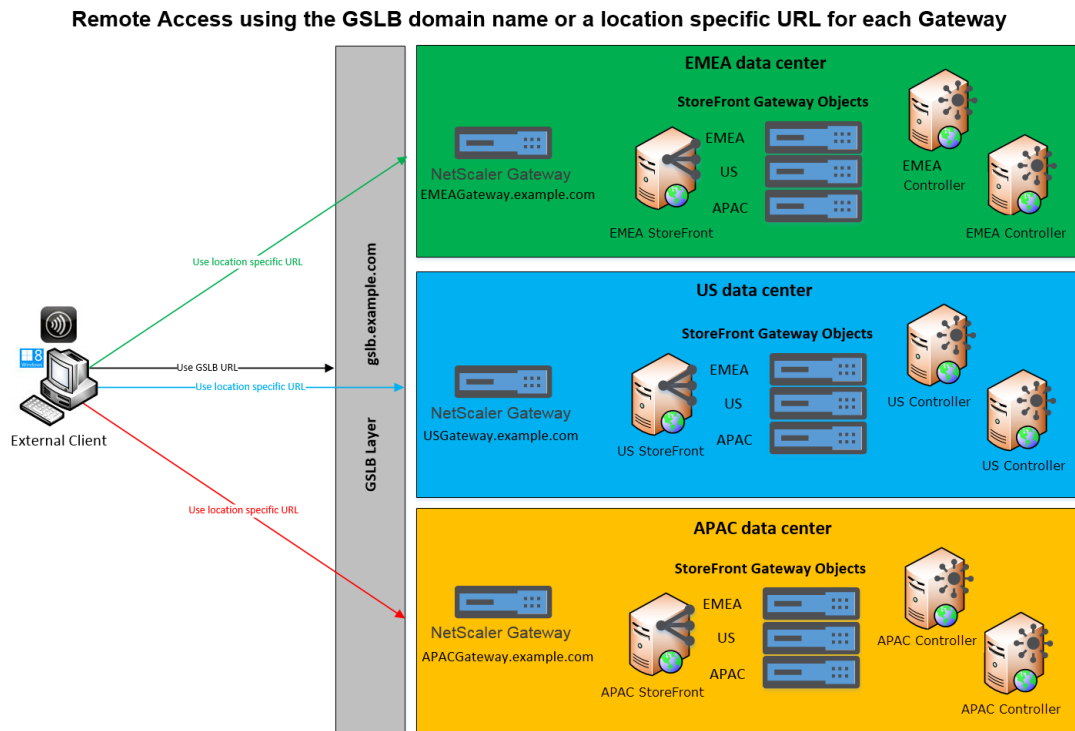 Remote Access using the GSLB domain name or a location specific URL for each Gateway
EMEA data center
StoreFront Gateway Objects
NetScaler Gateway
EMEAGateway.example.com
EMEA
US
APAC
EMEA StoreFront
EMEA
Controller
EMEA Controller
US data center
StoreFront Gateway Objects
NetScaler Gateway
USGateway.example.com
EMEA
US
APAC
US StoreFront
US Controller
US Controller
APAC data center
StoreFront Gateway Objects
NetScaler Gateway
APACGateway.example.com
EMEA
US
APAC
APAC StoreFront
APAC Controller
APAC Controller
gslb.example.com
GSLB Layer
Use location specific URL
Use GSLB URL
Use location specific URL
Use location specific URL
8
Windows
External Client